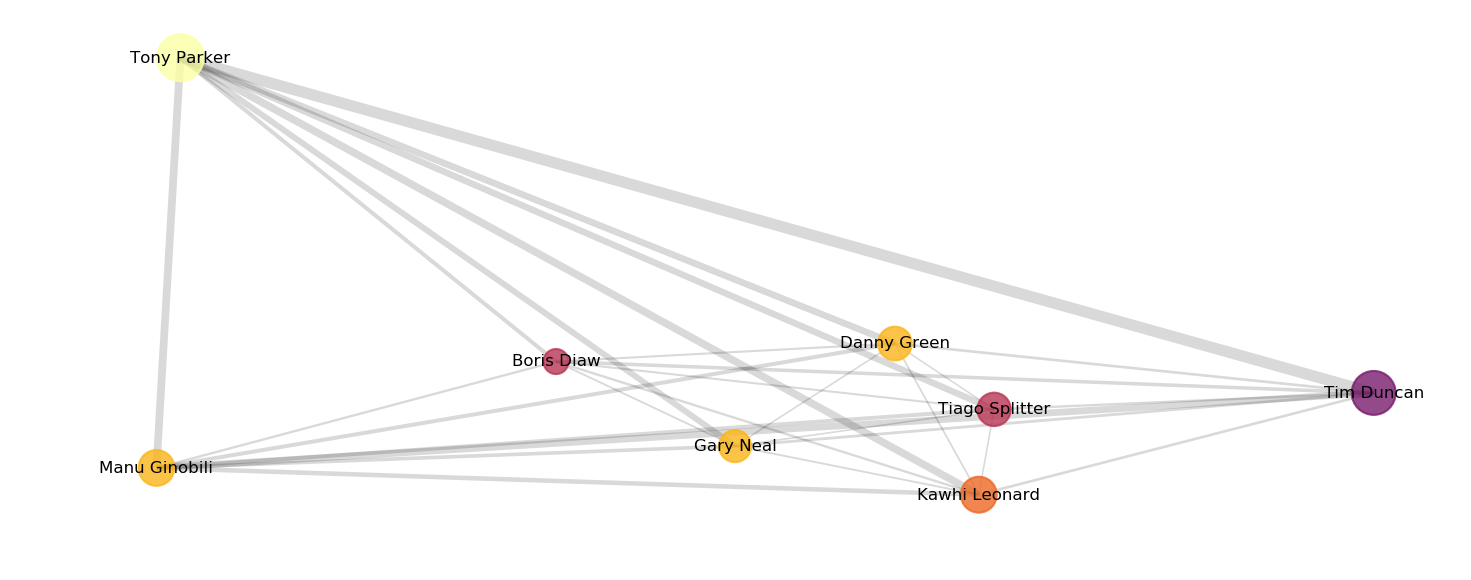 Tony Parker
Danny Green
Boris Diaw
Tim Duncan
Tiago Splitter
Gary Neal
Manu Ginobili
Kawhi Leonard